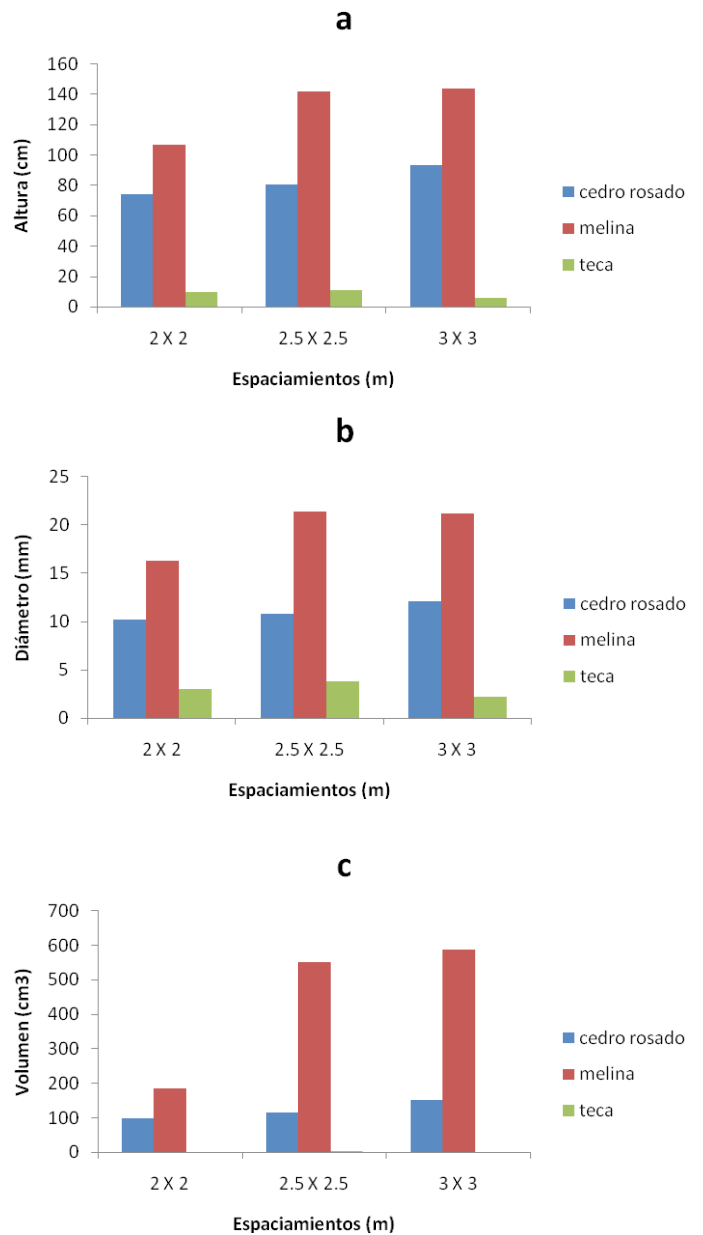 a
160
140
120
100
80
60
40
20
0
Altura (cm)
2 X 2
2.5 X 2.5
3 X 3
Espaciamientos (m)
cedro rosado
melina
teca
b
25
20
15
10
5
0
Diámetro (mm)
2 X 2
2.5 X 2.5
3 X 3
Espaciamientos (m)
cedro rosado
melina
teca
c
700
600
500
400
300
200
100
0
Volumen (cm3)
2 X 2
2.5 X 2.5
3 X 3
Espaciamientos (m)
cedro rosado
melina
teca